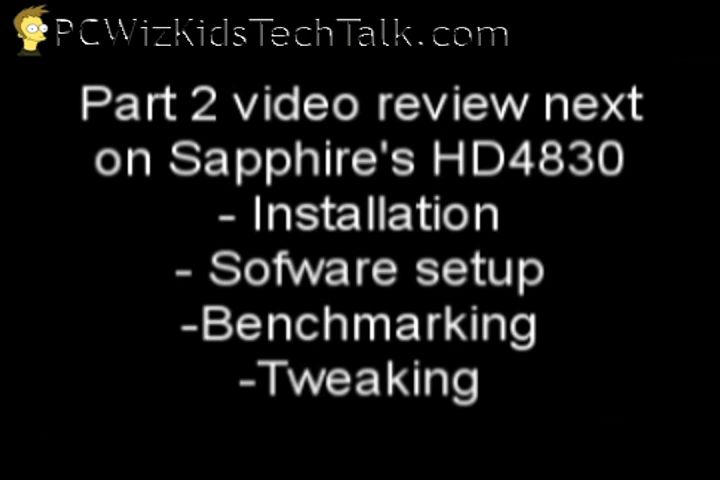 PCWizKidsTechTalk.com
Part 2 video review next
on Sapphire's HD4830
- Installation
- Sofware setup
-Benchmarking
-Tweaking